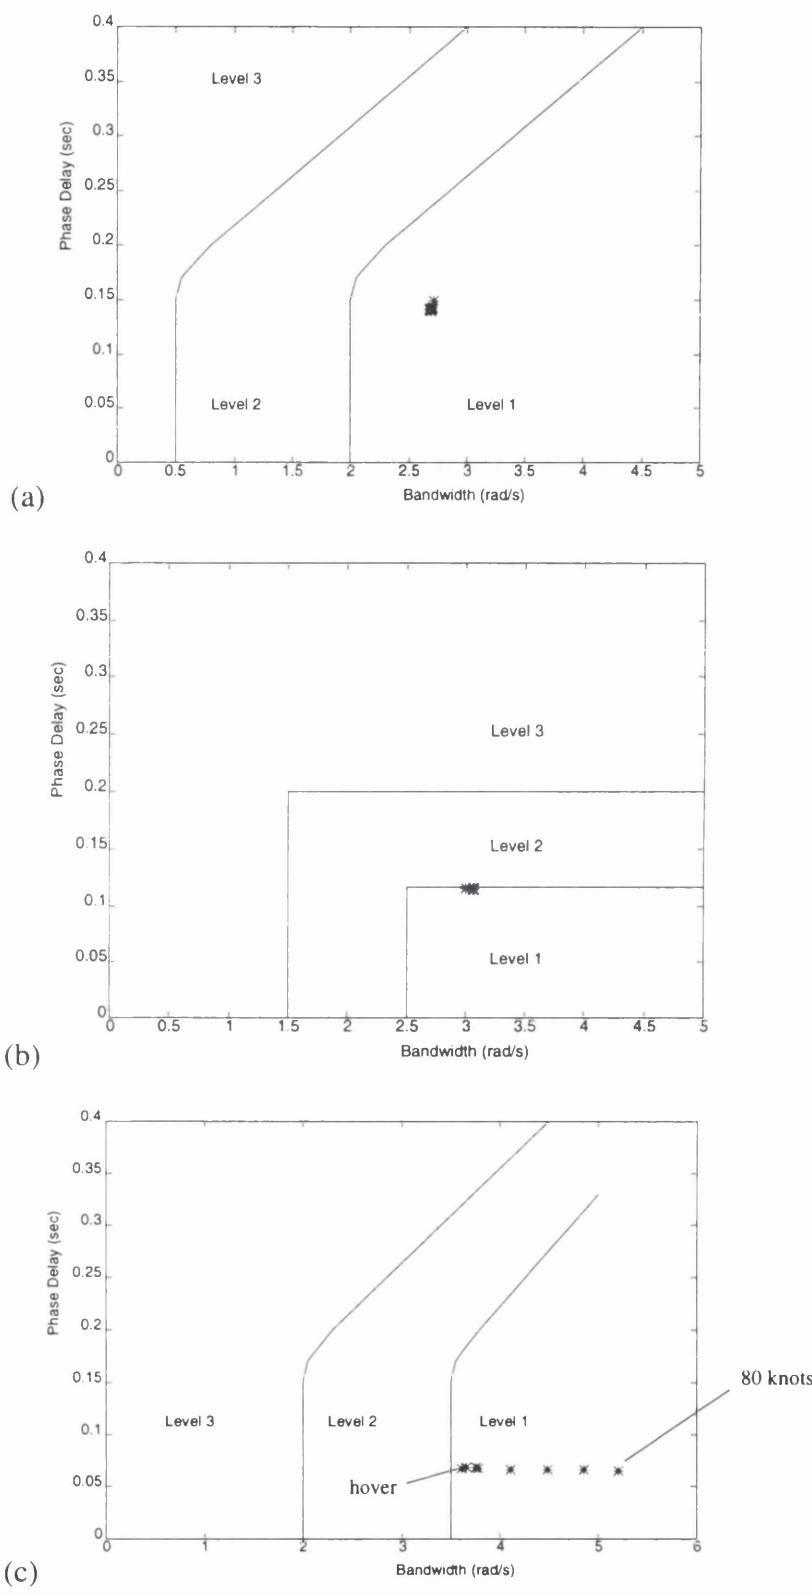 0.4
0.35
0.3
0.25
0.2
0.15
0.1
0.05
0
Phase Delay (sec)
Level 3
Level 2
Level 1
0 0.5 1 1.5 2 2.5 3 3.5 4 4.5 5
Bandwidth (rad/s)
(a)
0.4
0.35
0.3
0.25
0.2
0.15
0.1
0.05
0
Phase Delay (sec)
Level 3
Level 2
Level 1
0 0.5 1 1.5 2 2.5 3 3.5 4 4.5 5
Bandwidth (rad/s)
(b)
0.4
0.35
0.3
0.25
0.2
0.15
0.1
0.05
0
Phase Delay (sec)
80 knots
Level 3 Level 2 Level 1
hover
0 1 2 3 4 5 6
Bandwidth (rad/s)
(c)